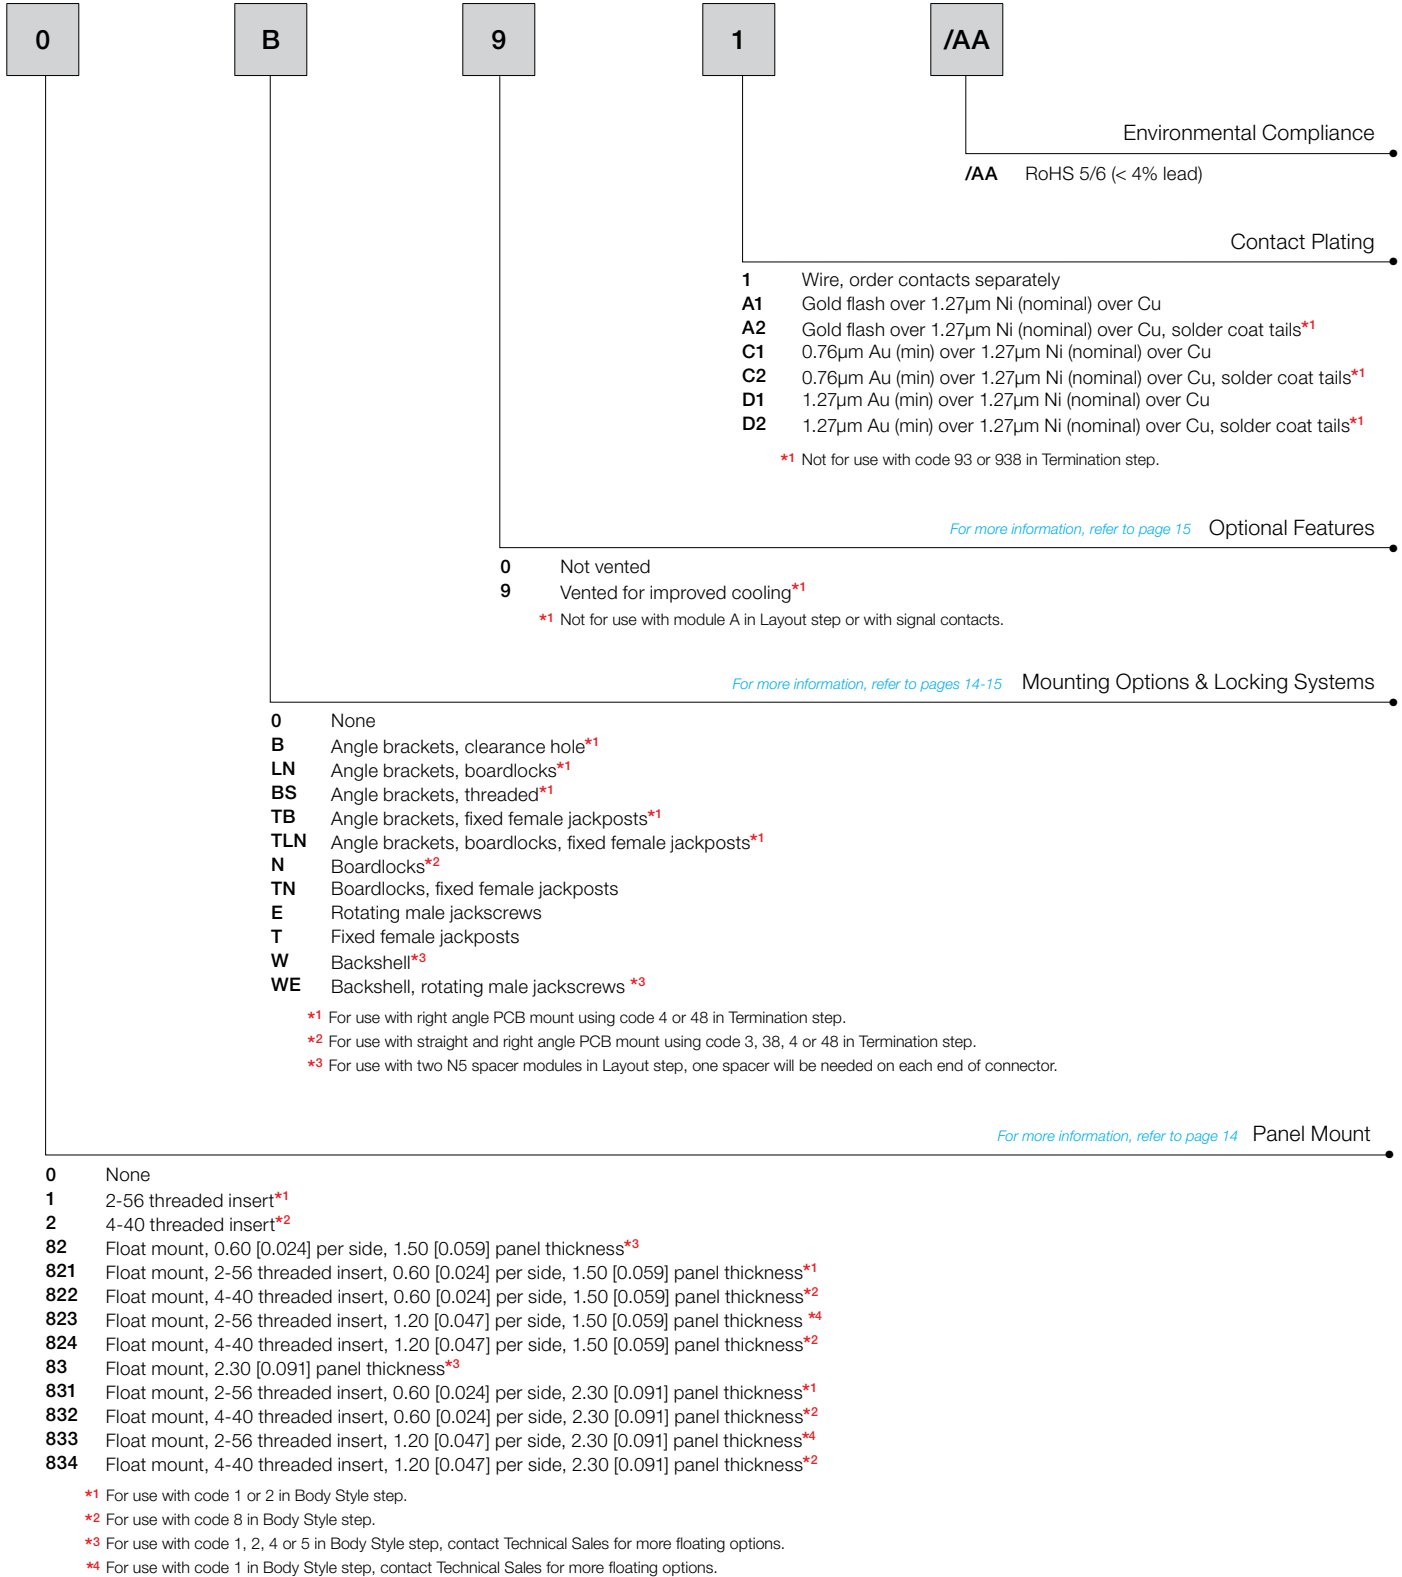 0 B 9 1 /AA
Environmental Compliance
/AA RoHS 5/6 (< 4% lead)
Contact Plating
1 Wire, order contacts separately
A1 Gold flash over 1.27µm Ni (nominal) over Cu
A2 Gold flash over 1.27µm Ni (nominal) over Cu, solder coat tails*1
C1 0.76µm Au (min) over 1.27µm Ni (nominal) over Cu
C2 0.76µm Au (min) over 1.27µm Ni (nominal) over Cu, solder coat tails*1
D1 1.27µm Au (min) over 1.27µm Ni (nominal) over Cu
D2 1.27µm Au (min) over 1.27µm Ni (nominal) over Cu, solder coat tails*1
*1 Not for use with code 93 or 938 in Termination step.
For more information, refer to page 15 Optional Features
0 Not vented
9 Vented for improved cooling*1
*1 Not for use with module A in Layout step or with signal contacts.
For more information, refer to pages 14-15 Mounting Options & Locking Systems
0 None
B Angle brackets, clearance hole*1
LN Angle brackets, boardlocks*1
BS Angle brackets, threaded*1
TB Angle brackets, fixed female jackposts*1
TLN Angle brackets, boardlocks, fixed female jackposts*1
N Boardlocks*2
TN Boardlocks, fixed female jackposts
E Rotating male jackscrews
T Fixed female jackposts
W Backshell*3
WE Backshell, rotating male jackscrews *3
*1 For use with right angle PCB mount using code 4 or 48 in Termination step.
*2 For use with straight and right angle PCB mount using code 3, 38, 4 or 48 in Termination step.
*3 For use with two N5 spacer modules in Layout step, one spacer will be needed on each end of connector.
For more information, refer to page 14 Panel Mount
0 None
1 2-56 threaded insert*1
2 4-40 threaded insert*2
82 Float mount, 0.60 [0.024] per side, 1.50 [0.059] panel thickness*3
821 Float mount, 2-56 threaded insert, 0.60 [0.024] per side, 1.50 [0.059] panel thickness*1
822 Float mount, 4-40 threaded insert, 0.60 [0.024] per side, 1.50 [0.059] panel thickness*2
823 Float mount, 2-56 threaded insert, 1.20 [0.047] per side, 1.50 [0.059] panel thickness *4
824 Float mount, 4-40 threaded insert, 1.20 [0.047] per side, 1.50 [0.059] panel thickness*2
83 Float mount, 2.30 [0.091] panel thickness*3
831 Float mount, 2-56 threaded insert, 0.60 [0.024] per side, 2.30 [0.091] panel thickness*1
832 Float mount, 4-40 threaded insert, 0.60 [0.024] per side, 2.30 [0.091] panel thickness*2
833 Float mount, 2-56 threaded insert, 1.20 [0.047] per side, 2.30 [0.091] panel thickness*4
834 Float mount, 4-40 threaded insert, 1.20 [0.047] per side, 2.30 [0.091] panel thickness*2
*1 For use with code 1 or 2 in Body Style step.
*2 For use with code 8 in Body Style step.
*3 For use with code 1, 2, 4 or 5 in Body Style step, contact Technical Sales for more floating options.
*4 For use with code 1 in Body Style step, contact Technical Sales for more floating options.